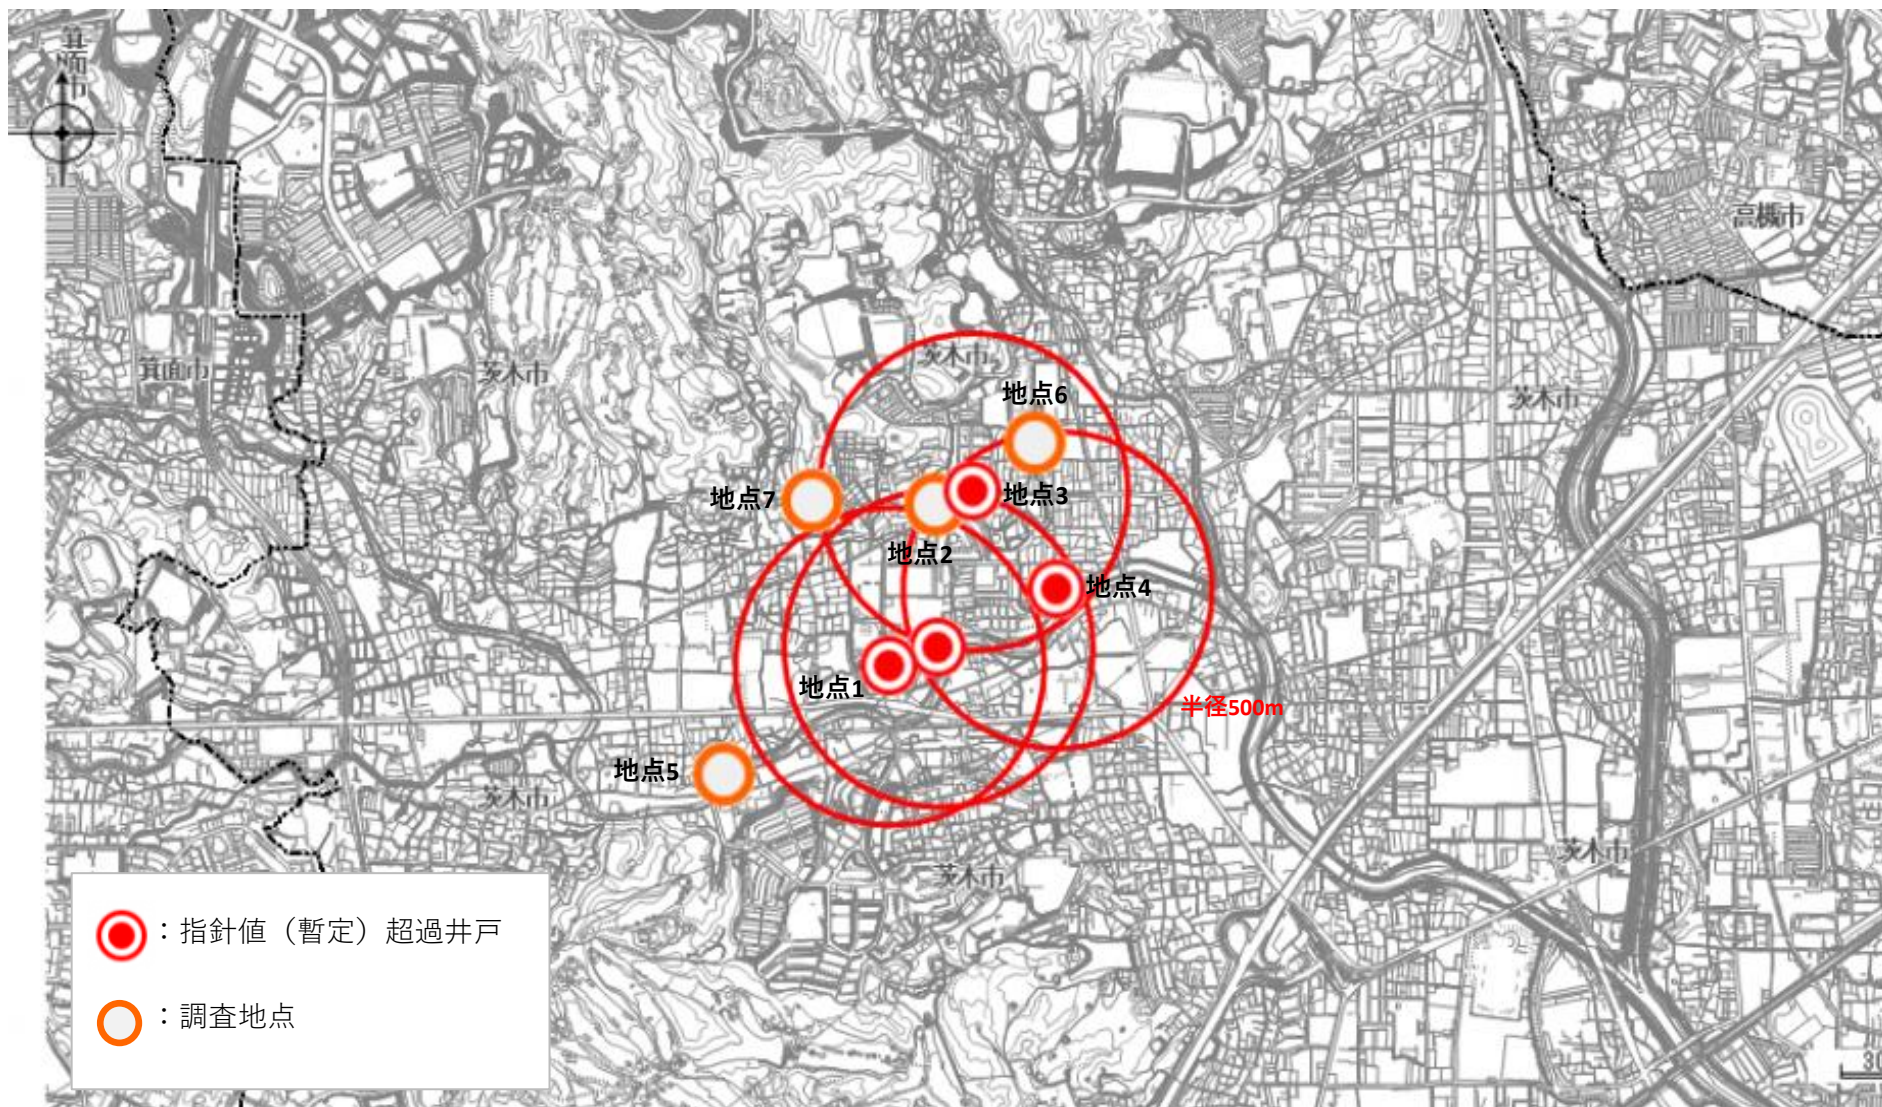 箕面市
高槻市
茨木市
箕面市
茨木市
茨木市
地点6
地点7
地点3
地点2
地点4
地点1
半径500m
地点5
茨木市
茨木市
茨木市
：指針値（暫定）超過井戸
：調査地点
30